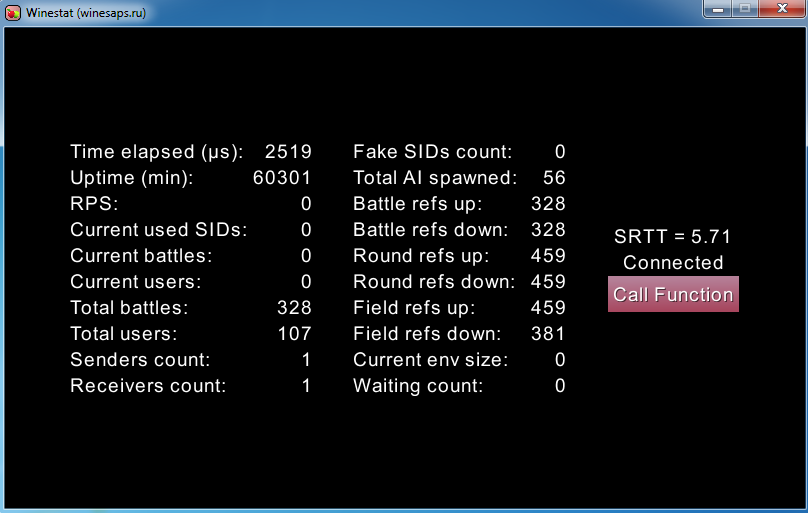 Winestat (winesaps.ru)
Time elapsed (µs): 2519
Uptime (min): 60301
RPS: 0
Current used SIDs: 0
Current battles: 0
Current users: 0
Total battles: 328
Total users: 107
Senders count: 1
Receivers count: 1
Fake SIDs count: 0
Total AI spawned: 56
Battle refs up: 328
Battle refs down: 328
Round refs up: 459
Round refs down: 459
Field refs up: 459
Field refs down: 381
Current env size: 0
Waiting count: 0
SRTT = 5.71
Connected
Call Function